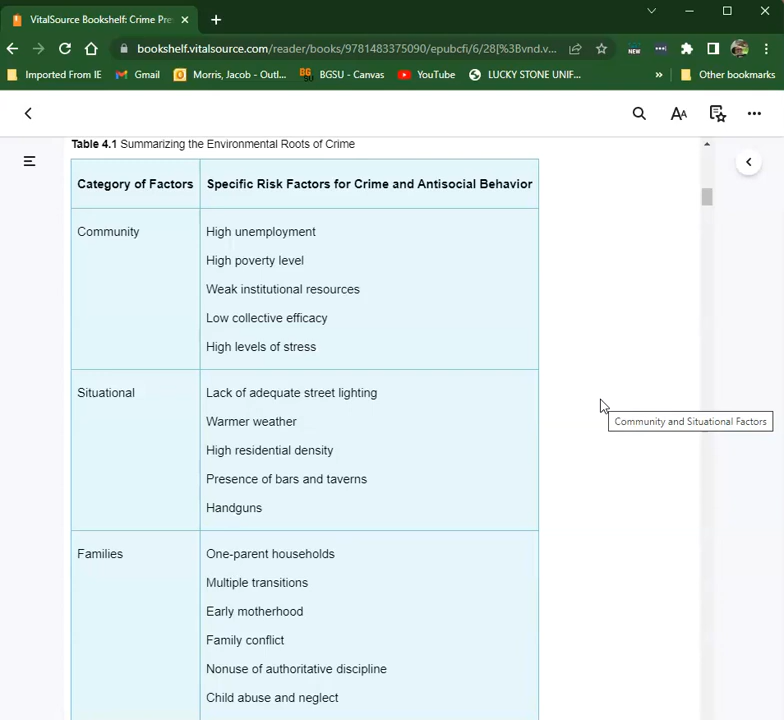 VitalSource Bookshelf: Crime Pre
bookshelf.vitalsource.com/reader/books/9781483375090/epubcfi/6/28[%3Bvnd.v...
NEW
Imported From IE
Gmail
Morris, Jacob - Outl...
BGSU - Canvas
YouTube
LUCKY STONE UNIF...
»
Other bookmarks
AA
Table 4.1 Summarizing the Environmental Roots of Crime
Category of Factors Specific Risk Factors for Crime and Antisocial Behavior
Community High unemployment
High poverty level
Weak institutional resources
Low collective efficacy
High levels of stress
Situational Lack of adequate street lighting
Warmer weather
Community and Situational Factors
High residential density
Presence of bars and taverns
Handguns
Families One-parent households
Multiple transitions
Early motherhood
Family conflict
Nonuse of authoritative discipline
Child abuse and neglect